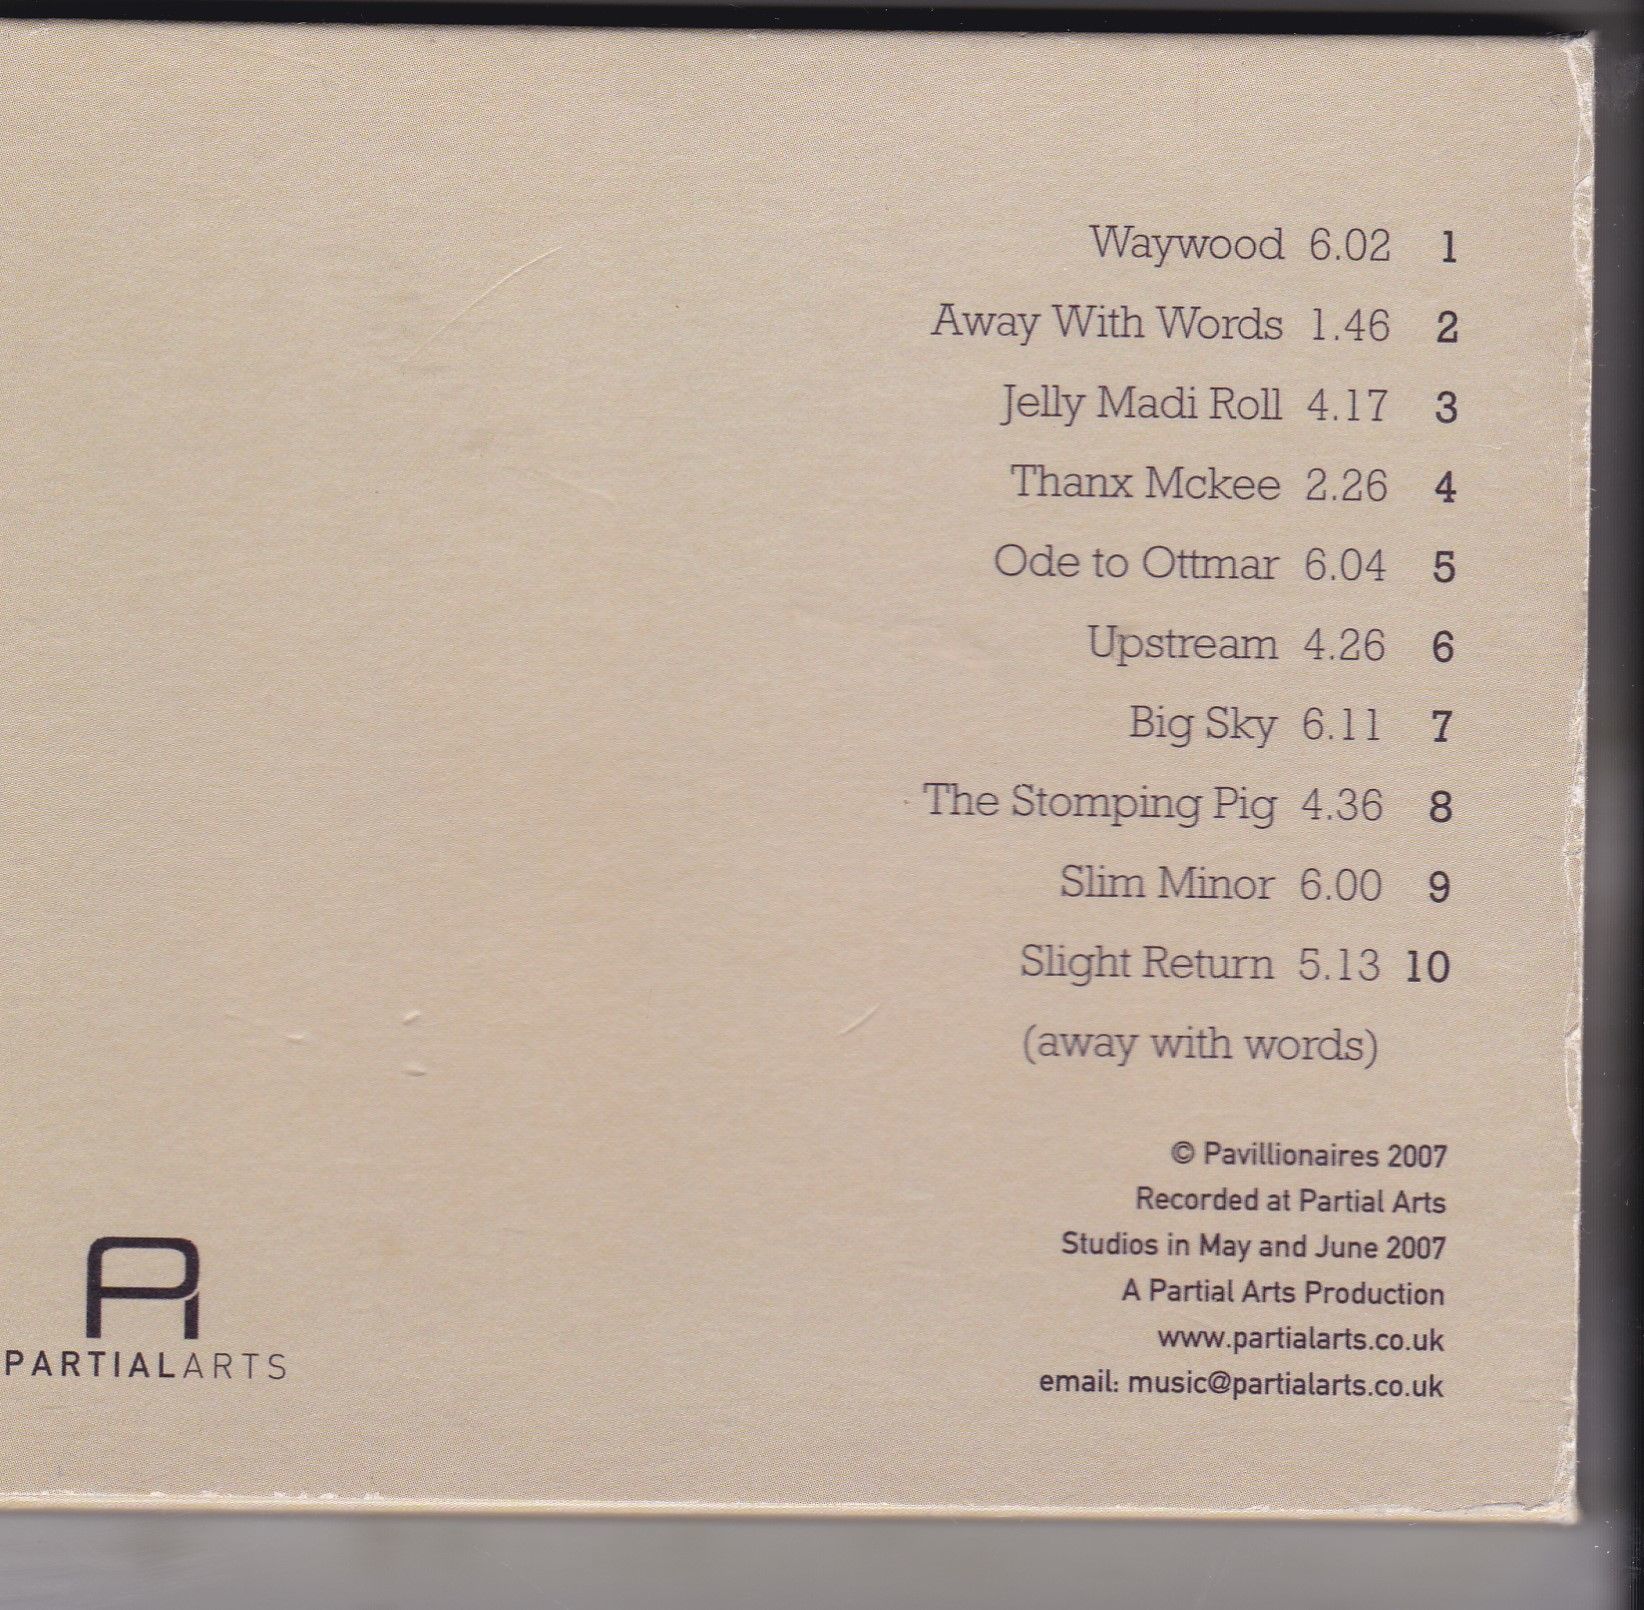 Waywood 6.02 1
Away With Words 1.46 2
Jelly Madi Roll 4.17 3
Thanx Mckee 2.26 4
Ode to Ottmar 6.04 5
Upstream 4.26 6
Big Sky 6.11 7
The Stomping Pig 4.36 8
Slim Minor 6.00 9
Slight Return 5.13 10
(away with words)
© Pavillionaires 2007
Recorded at Partial Arts
Studios in May and June 2007
A Partial Arts Production
www.partialarts.co.uk
email: music@partialarts.co.uk
PARTIALARTS